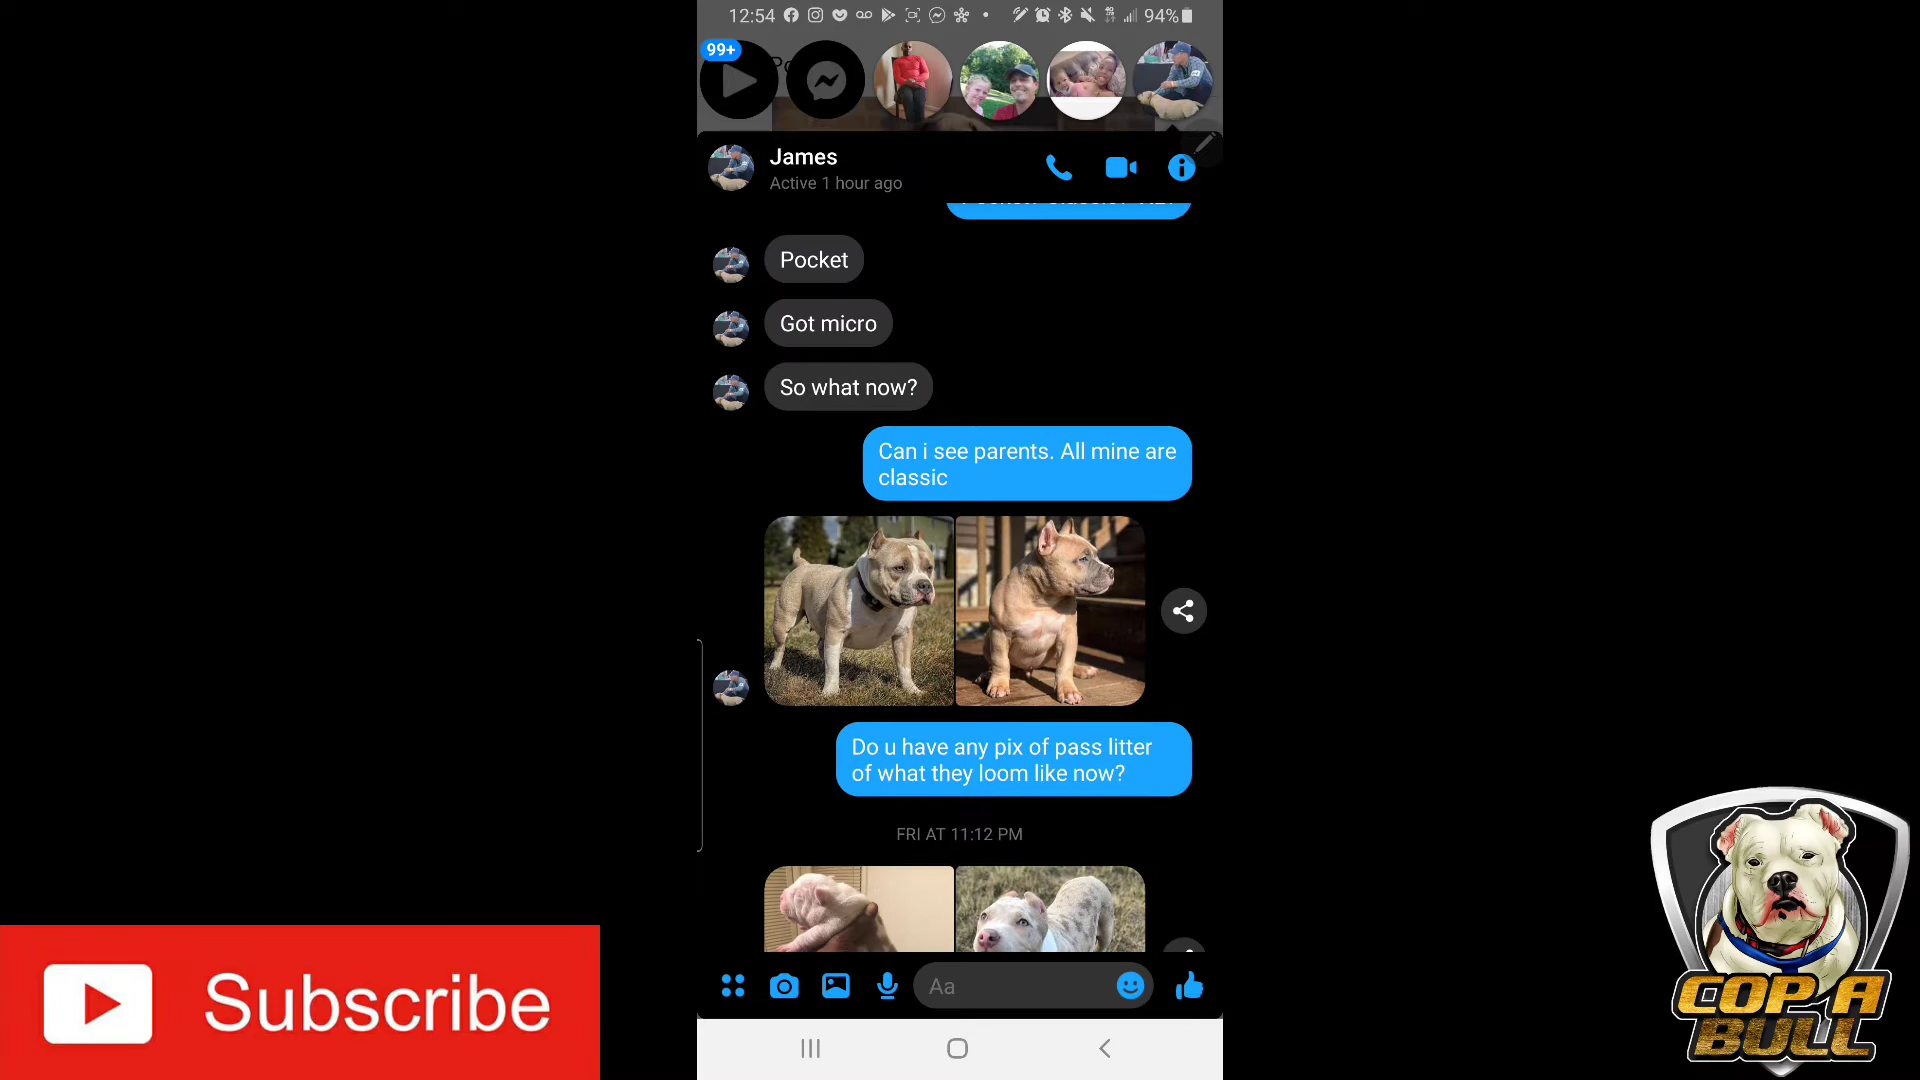 12:54
94%
99+
James
Active 1 hour ago
Pocket
Got micro
So what now?
Can i see parents. All mine are
classic
Do u have any pix of pass litter
of what they loom like now?
FRI AT 11:12 PM
Aa
Subscribe
COP A
BULL